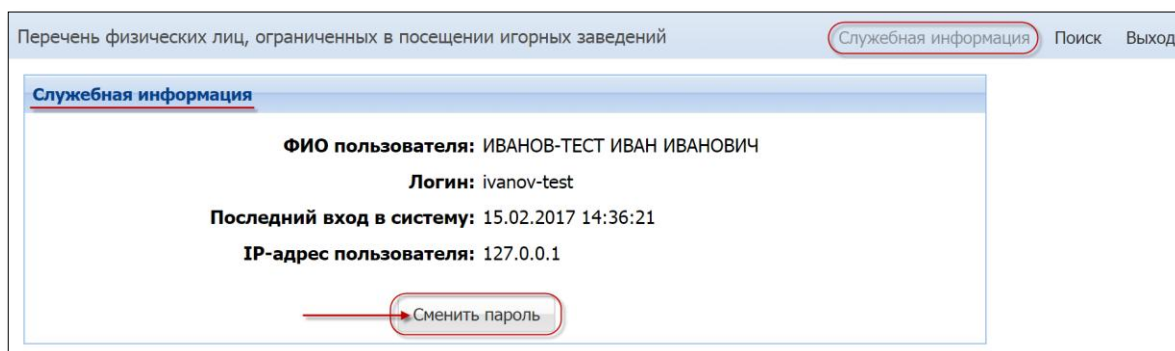 Перечень физических лиц, ограниченных в посещении игорных заведений Служебная информация Поиск Выход
Служебная информация
ФИО пользователя: ИВАНОВ-ТЕСТ ИВАН ИВАНОВИЧ
Логин: ivanov-test
Последний вход в систему: 15.02.2017 14:36:21
IP-адрес пользователя: 127.0.0.1
Сменить пароль